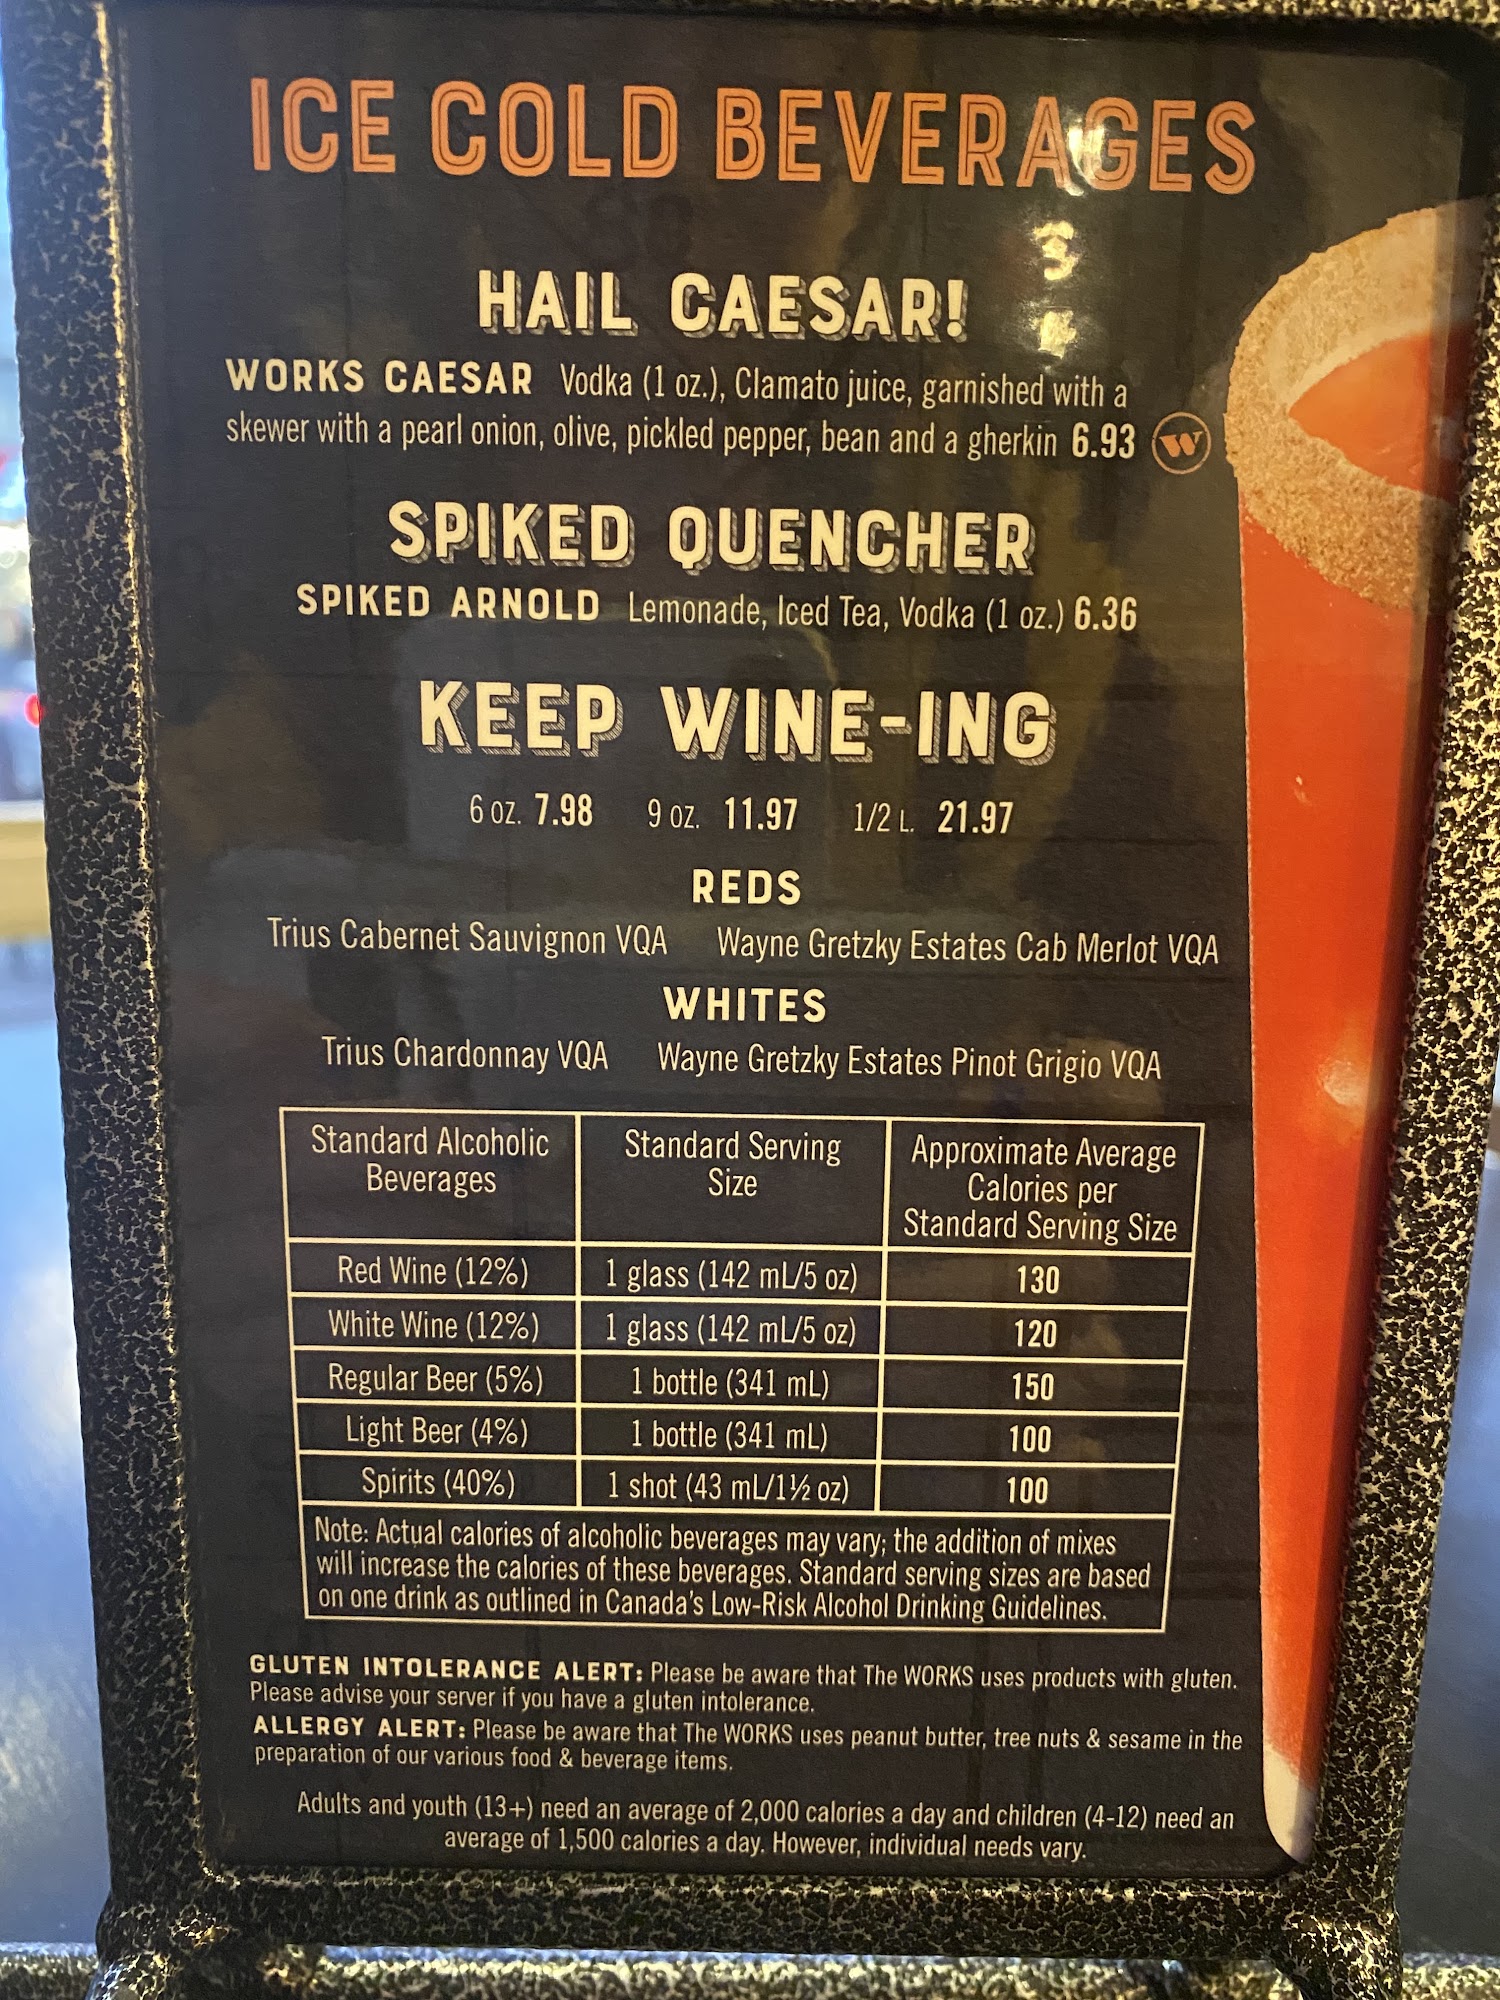 ICE COLD BEVERAGES
HAIL CAESAR!
WORKS CAESAR Vodka (1 oz.), Clamato juice, garnished with a
skewer with a pearl onion, olive, pickled pepper, bean and a gherkin 6.93 W
SPIKED QUENCHER
SPIKED ARNOLD Lemonade, Iced Tea, Vodka (1 oz.) 6.36
KEEP WINE-ING
6 oz. 7.98 9 oz. 11.97 1/2 L. 21.97
REDS
Trius Cabernet Sauvignon VQA Wayne Gretzky Estates Cab Merlot VQA
WHITES
Trius Chardonnay VQA Wayne Gretzky Estates Pinot Grigio VQA
Standard Alcoholic
Beverages
Standard Serving
Size
Approximate Average
Calories per
Standard Serving Size
Red Wine (12%) 1 glass (142 mL/5 oz) 130
White Wine (12%) 1 glass (142 mL/5 oz) 120
Regular Beer (5%) 1 bottle (341 mL) 150
Light Beer (4%) 1 bottle (341 mL) 100
Spirits (40%) 1 shot (43 mL/1½ oz) 100
Note: Actual calories of alcoholic beverages may vary; the addition of mixes
will increase the calories of these beverages. Standard serving sizes are based
on one drink as outlined in Canada's Low-Risk Alcohol Drinking Guidelines.
GLUTEN INTOLERANCE ALERT: Please be aware that The WORKS uses products with gluten.
Please advise your server if you have a gluten intolerance.
ALLERGY ALERT: Please be aware that The WORKS uses peanut butter, tree nuts & sesame in the
preparation of our various food & beverage items.
Adults and youth (13+) need an average of 2,000 calories a day and children (4-12) need an
average of 1,500 calories a day. However, individual needs vary.